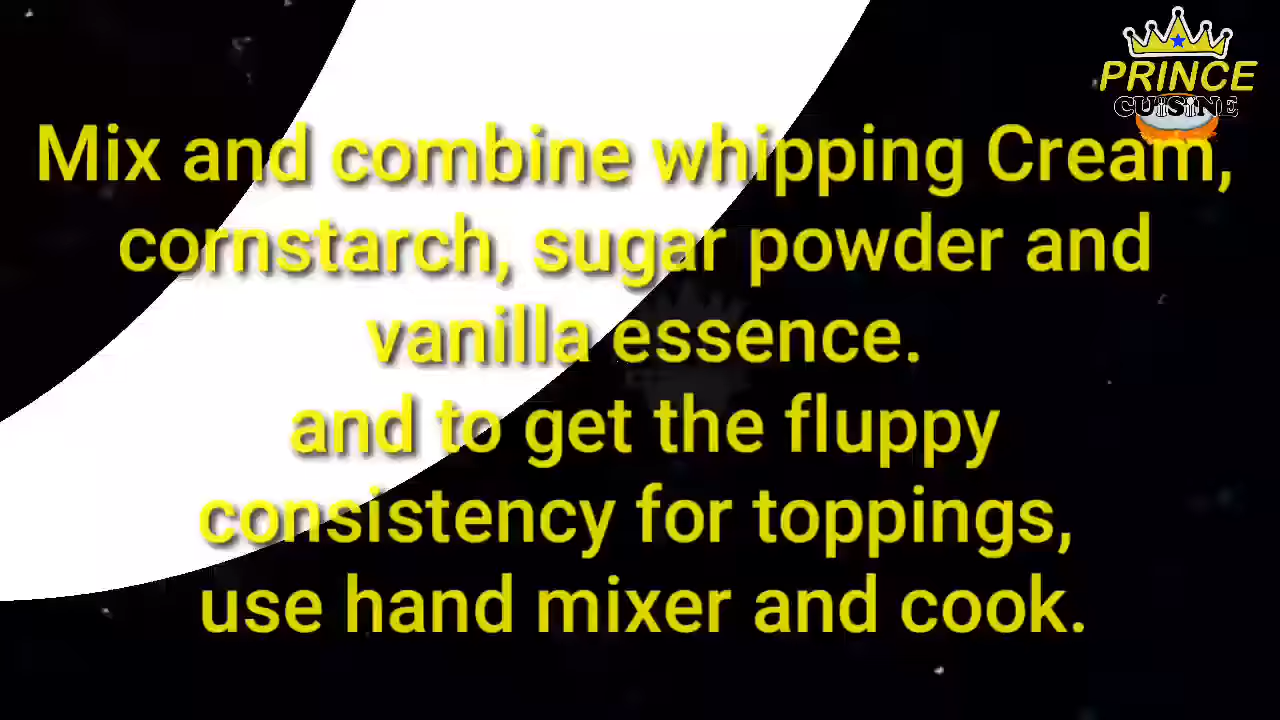 PRINCE
CUiSiNE
Mix and combine whipping Cream,
cornstarch, sugar powder and
vanilla essence.
and to get the fluppy
consistency for toppings,
use hand mixer and cook.